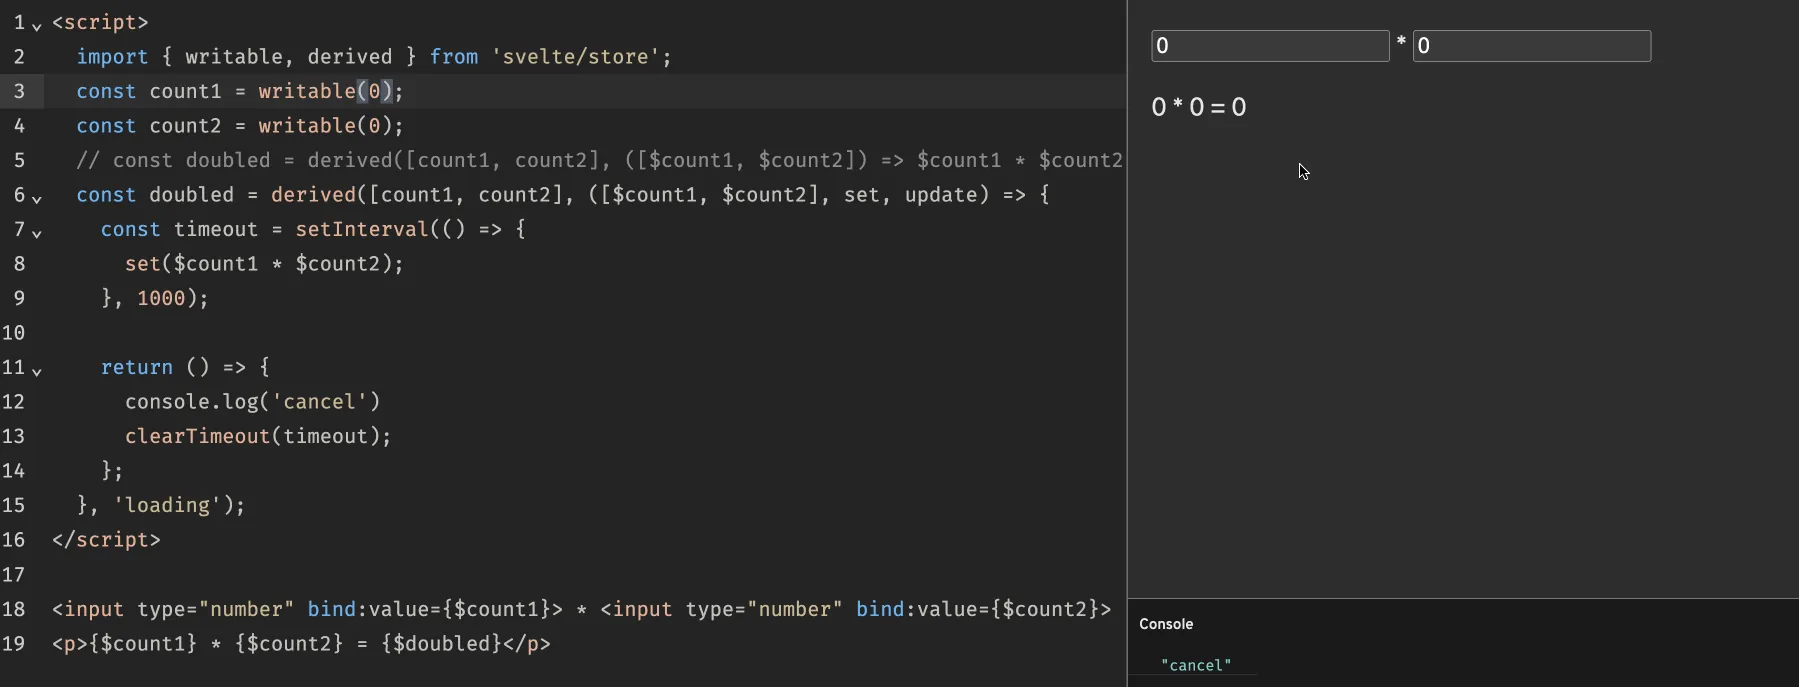 1 <script>
2 import { writable, derived } from 'svelte/store';
3 const count1 = writable(0);
4 const count2 = writable(0);
5 // const doubled = derived([count1, count2], ([$count1, $count2]) => $count1 * $count2
6 const doubled = derived([count1, count2], ([$count1, $count2], set, update) => {
7 const timeout = setInterval(() => {
8 set($count1 * $count2);
9 }, 1000);
10
11 return () => {
12 console.log('cancel')
13 clearTimeout(timeout);
14 };
15 }, 'loading');
16 </script>
17
18 <input type="number" bind:value={$count1}> * <input type="number" bind:value={$count2}>
19 <p>{$count1} * {$count2} = {$doubled}</p>
0 * 0
0 * 0 = 0
Console
"cancel"